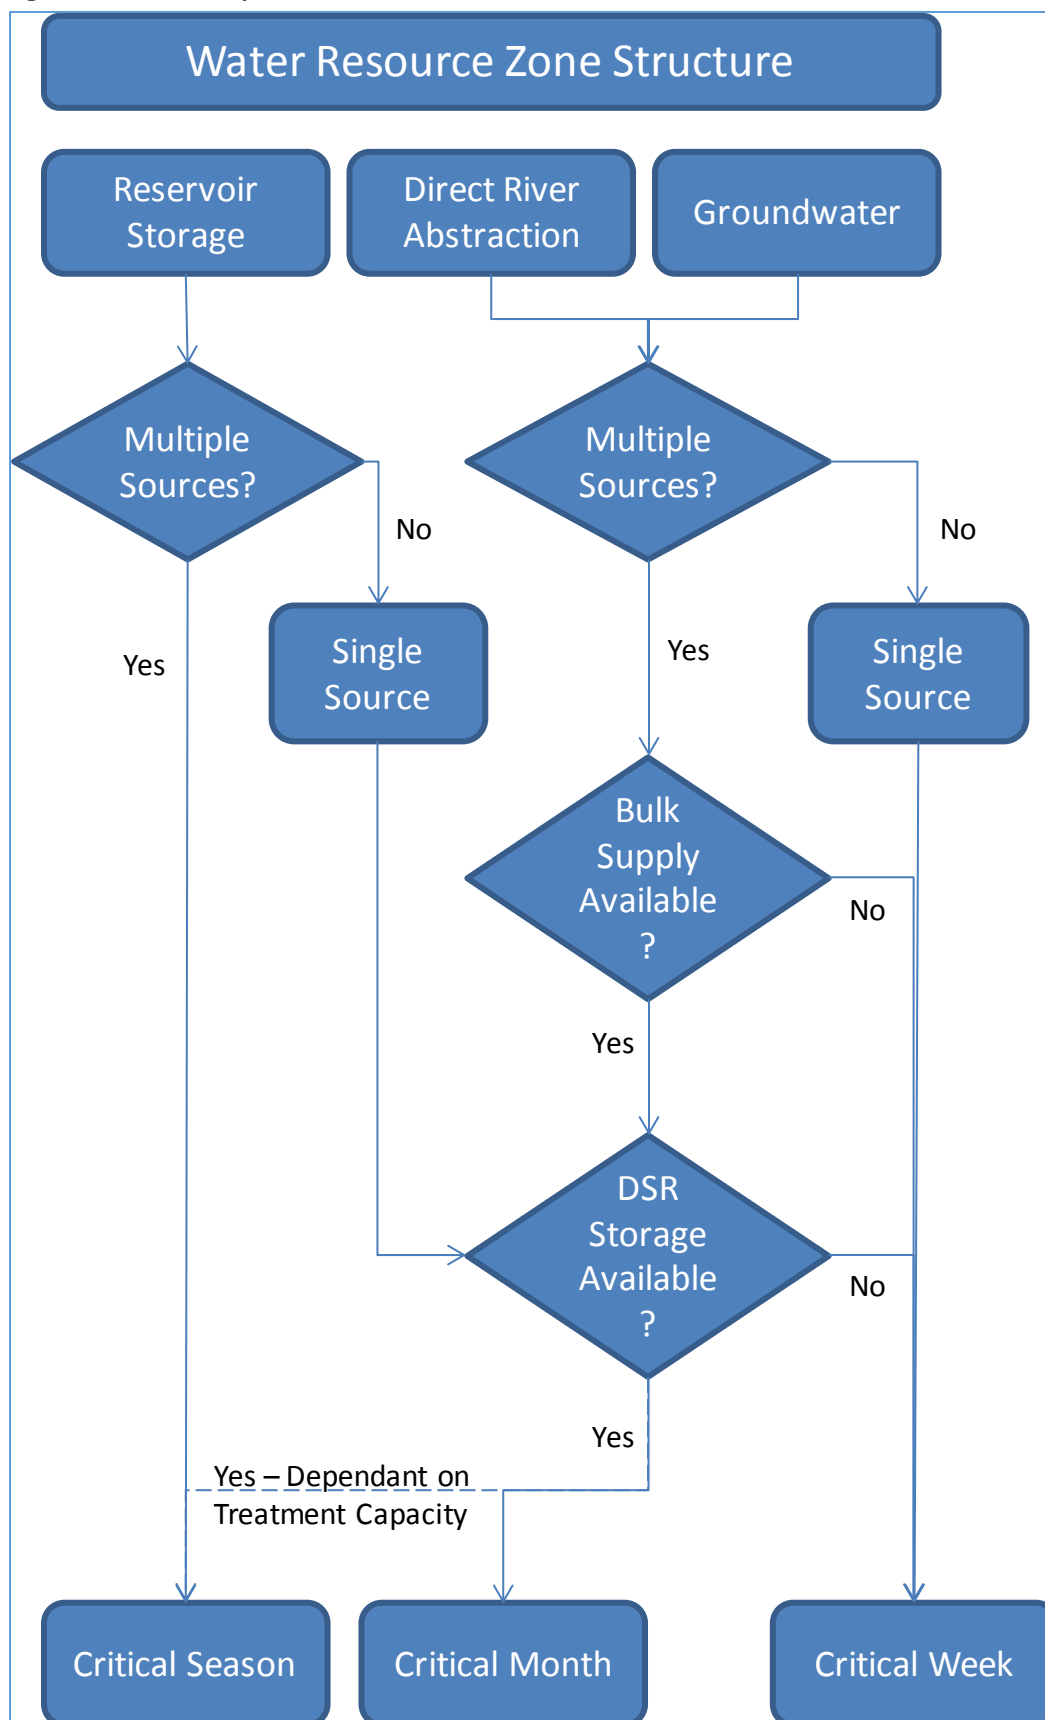 Water Resource Zone Structure
Reservoir
Storage
Direct River
Abstraction
Groundwater
Multiple
Sources?
Multiple
Sources?
No
No
Single
Source
Single
Source
Yes
Yes
Bulk
Supply
Available
?
No
Yes
DSR
Storage
Available
?
No
Yes
Yes – Dependant on
Treatment Capacity
Critical Season
Critical Month
Critical Week